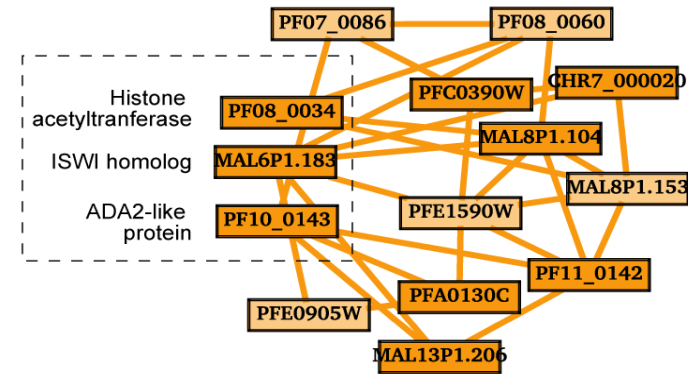 PF07_0086
PF08_0060
PFC0390W
CHR7_000020
Histone
acetyltranferase
PF08_0034
MAL8P1.104
ISWI homolog
MAL6P1.183
MAL8P1.153
ADA2-like
protein
PF10_0143
PFE1590W
PF11_0142
PFA0130C
PFE0905W
MAL13P1.206